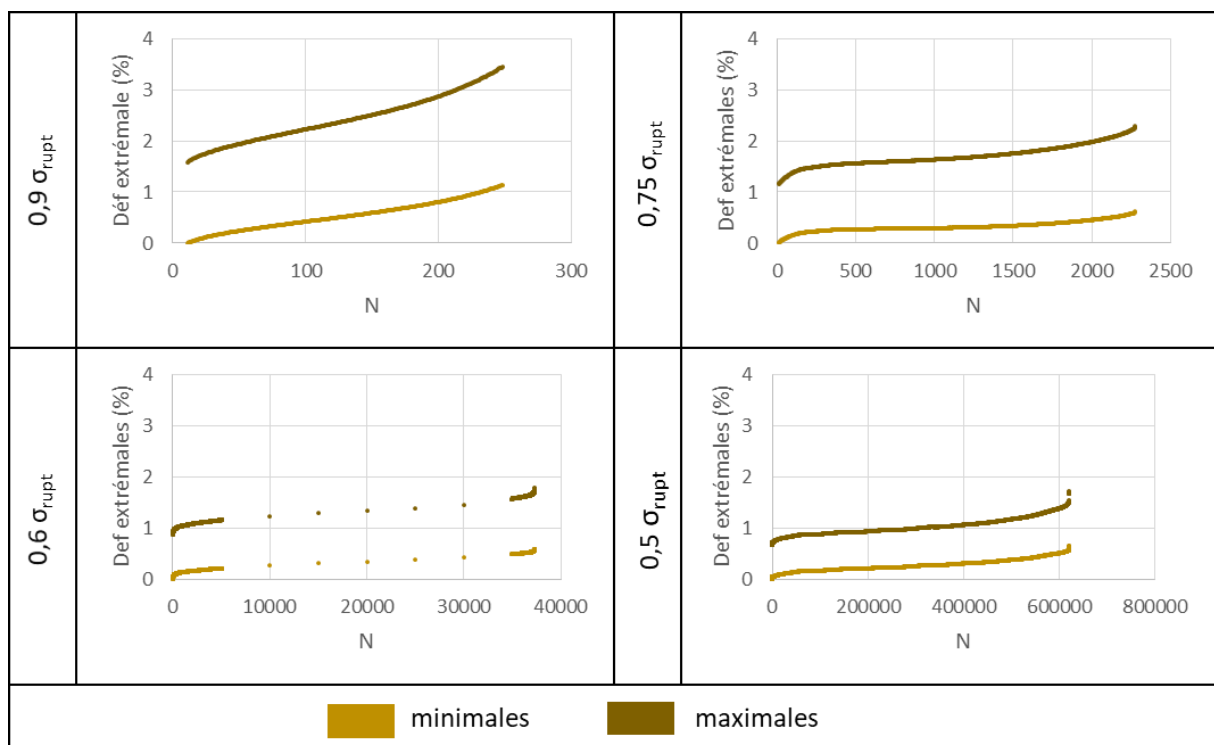 0,9 σrupt
Déf extrémale (%)
4
3
2
1
0
0 100 200 300
N
0,75 σrupt
Def extrémales (%)
4
3
2
1
0
0 500 1000 1500 2000 2500
N
0,6 σrupt
Def extrémales (%)
4
3
2
1
0
0 10000 20000 30000 40000
N
0,5 σrupt
Def extrémales (%)
4
3
2
1
0
0 200000 400000 600000 800000
N
minimales maximales